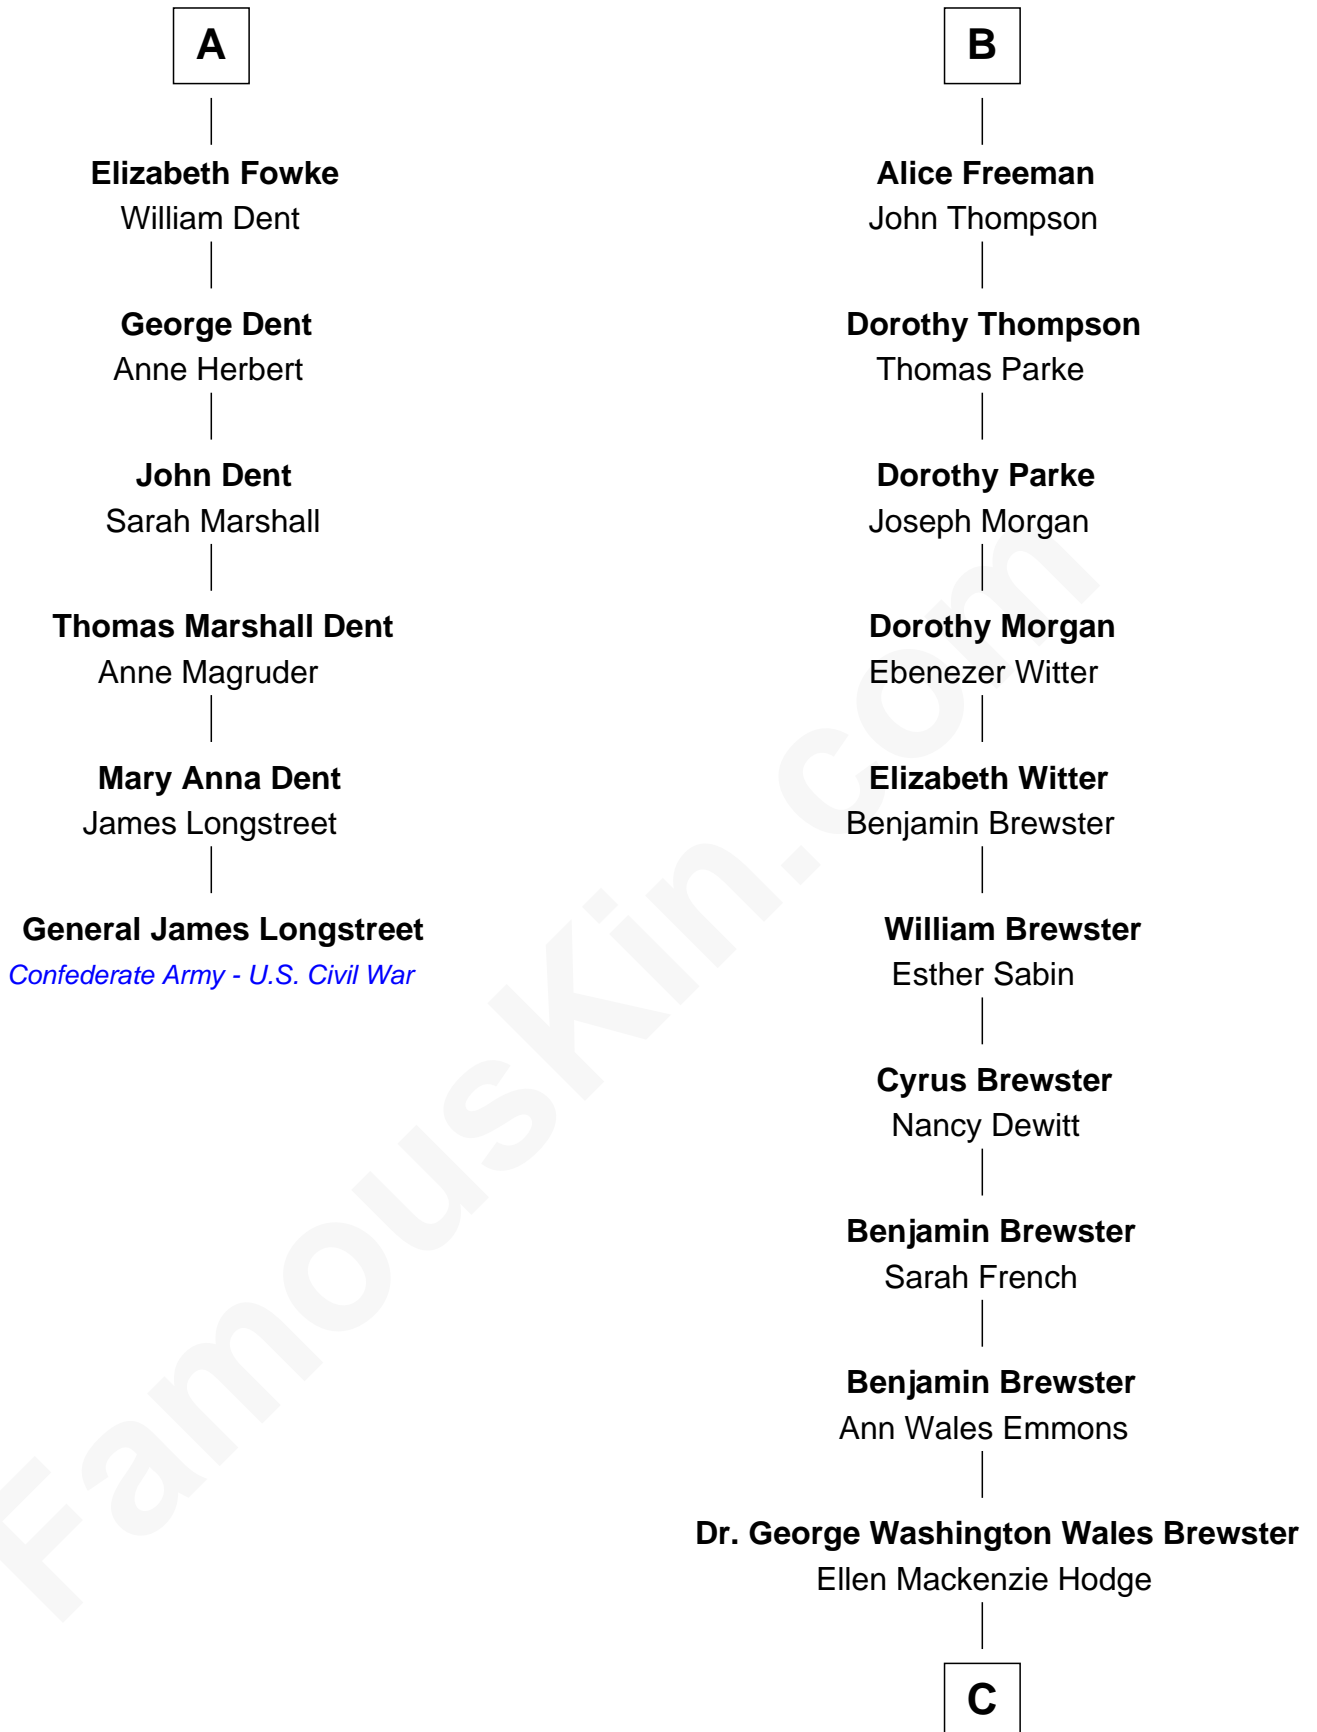 A
Elizabeth Fowke
William Dent
George Dent
Anne Herbert
John Dent
Sarah Marshall
Thomas Marshall Dent
Anne Magruder
Mary Anna Dent
James Longstreet
General James Longstreet
Confederate Army - U.S. Civil War
B
Alice Freeman
John Thompson
Dorothy Thompson
Thomas Parke
Dorothy Parke
Joseph Morgan
Dorothy Morgan
Ebenezer Witter
Elizabeth Witter
Benjamin Brewster
William Brewster
Esther Sabin
Cyrus Brewster
Nancy Dewitt
Benjamin Brewster
Sarah French
Benjamin Brewster
Ann Wales Emmons
Dr. George Washington Wales Brewster
Ellen Mackenzie Hodge
C
FamousKin.com